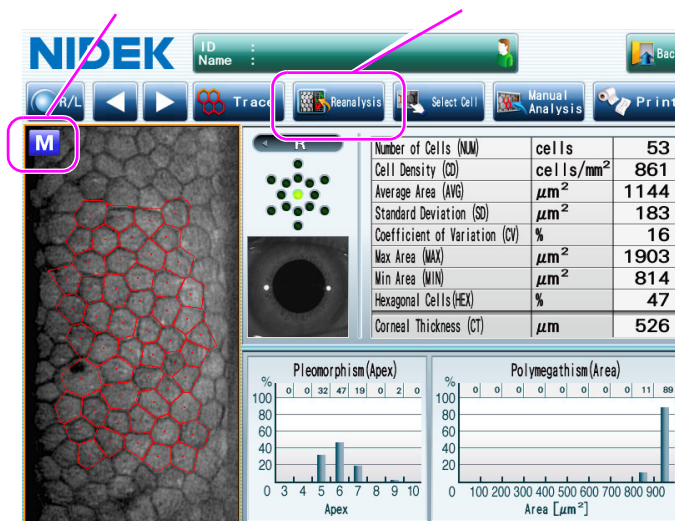 NIDEK
ID :
Name :
Bac
R/L
Trace
Reanalysis
Select Cell
Manual
Analysis
Print
M
R
Number of Cells (NUM) cells 53
Cell Density (CD) cells/mm² 861
Average Area (AVG) μm² 1144
Standard Deviation (SD) μm² 183
Coefficient of Variation (CV) % 16
Max Area (MAX) μm² 1903
Min Area (MIN) μm² 814
Hexagonal Cells(HEX) % 47
Corneal Thickness (CT) μm 526
Pleomorphism(Apex)
% 0 0 32 47 19 0 2 0
100
80
60
40
20
0 3 4 5 6 7 8 9 10
Apex
Polymegathism(Area)
% 0 0 0 0 0 0 0 11 89
100
80
60
40
20
0 100 200 300 400 500 600 700 800 900
Area [μm²]